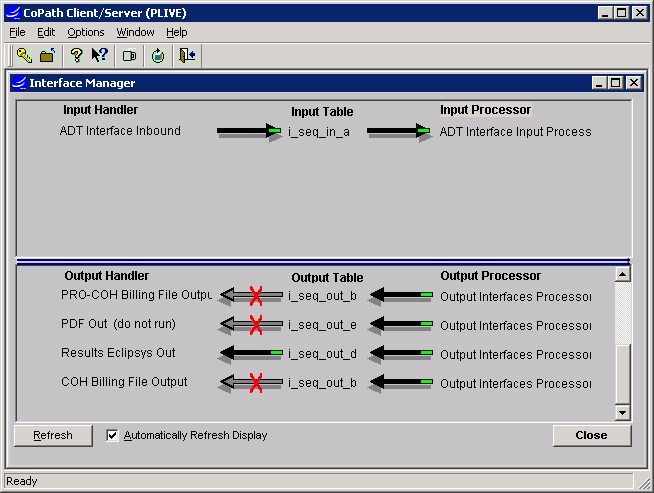 CoPath Client/Server (PLIVE)
File Edit Options Window Help
Interface Manager
Input Handler Input Table Input Processor
ADT Interface Inbound i_seq_in_a ADT Interface Input Process
Output Handler Output Table Output Processor
PRO-COH Billing File Outpu i_seq_out_b Output Interfaces Processor
PDF Out (do not run) i_seq_out_e Output Interfaces Processor
Results Eclipsys Out i_seq_out_d Output Interfaces Processor
COH Billing File Output i_seq_out_b Output Interfaces Processor
Refresh Automatically Refresh Display Close
Ready